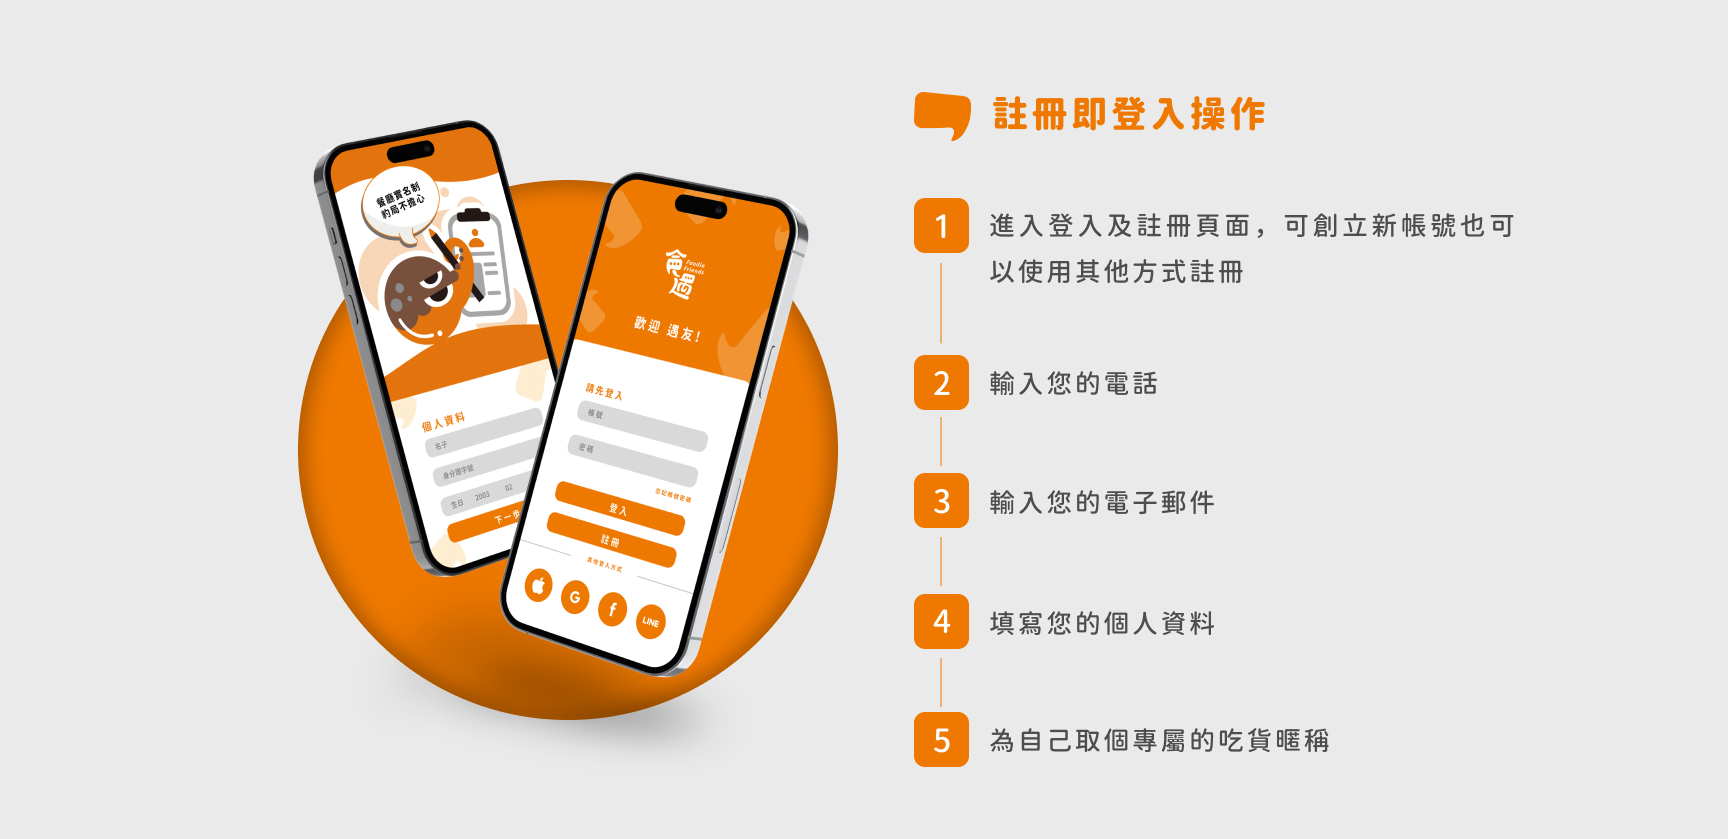 註冊即登入操作
1
進入登入及註冊頁面，可創立新帳號也可
以使用其他方式註冊
2
輸入您的電話
3
輸入您的電子郵件
4
填寫您的個人資料
5
為自己取個專屬的吃貨暱稱
餐廳實名制
約局不擔心
個人資料
名子
身分證字號
生日 2003 02
下一步
食遇
Foodie
Friends
歡迎 遇友!
請先登入
帳號
密碼
忘記帳號密碼
登入
註冊
其他登入方式
G
f
LINE